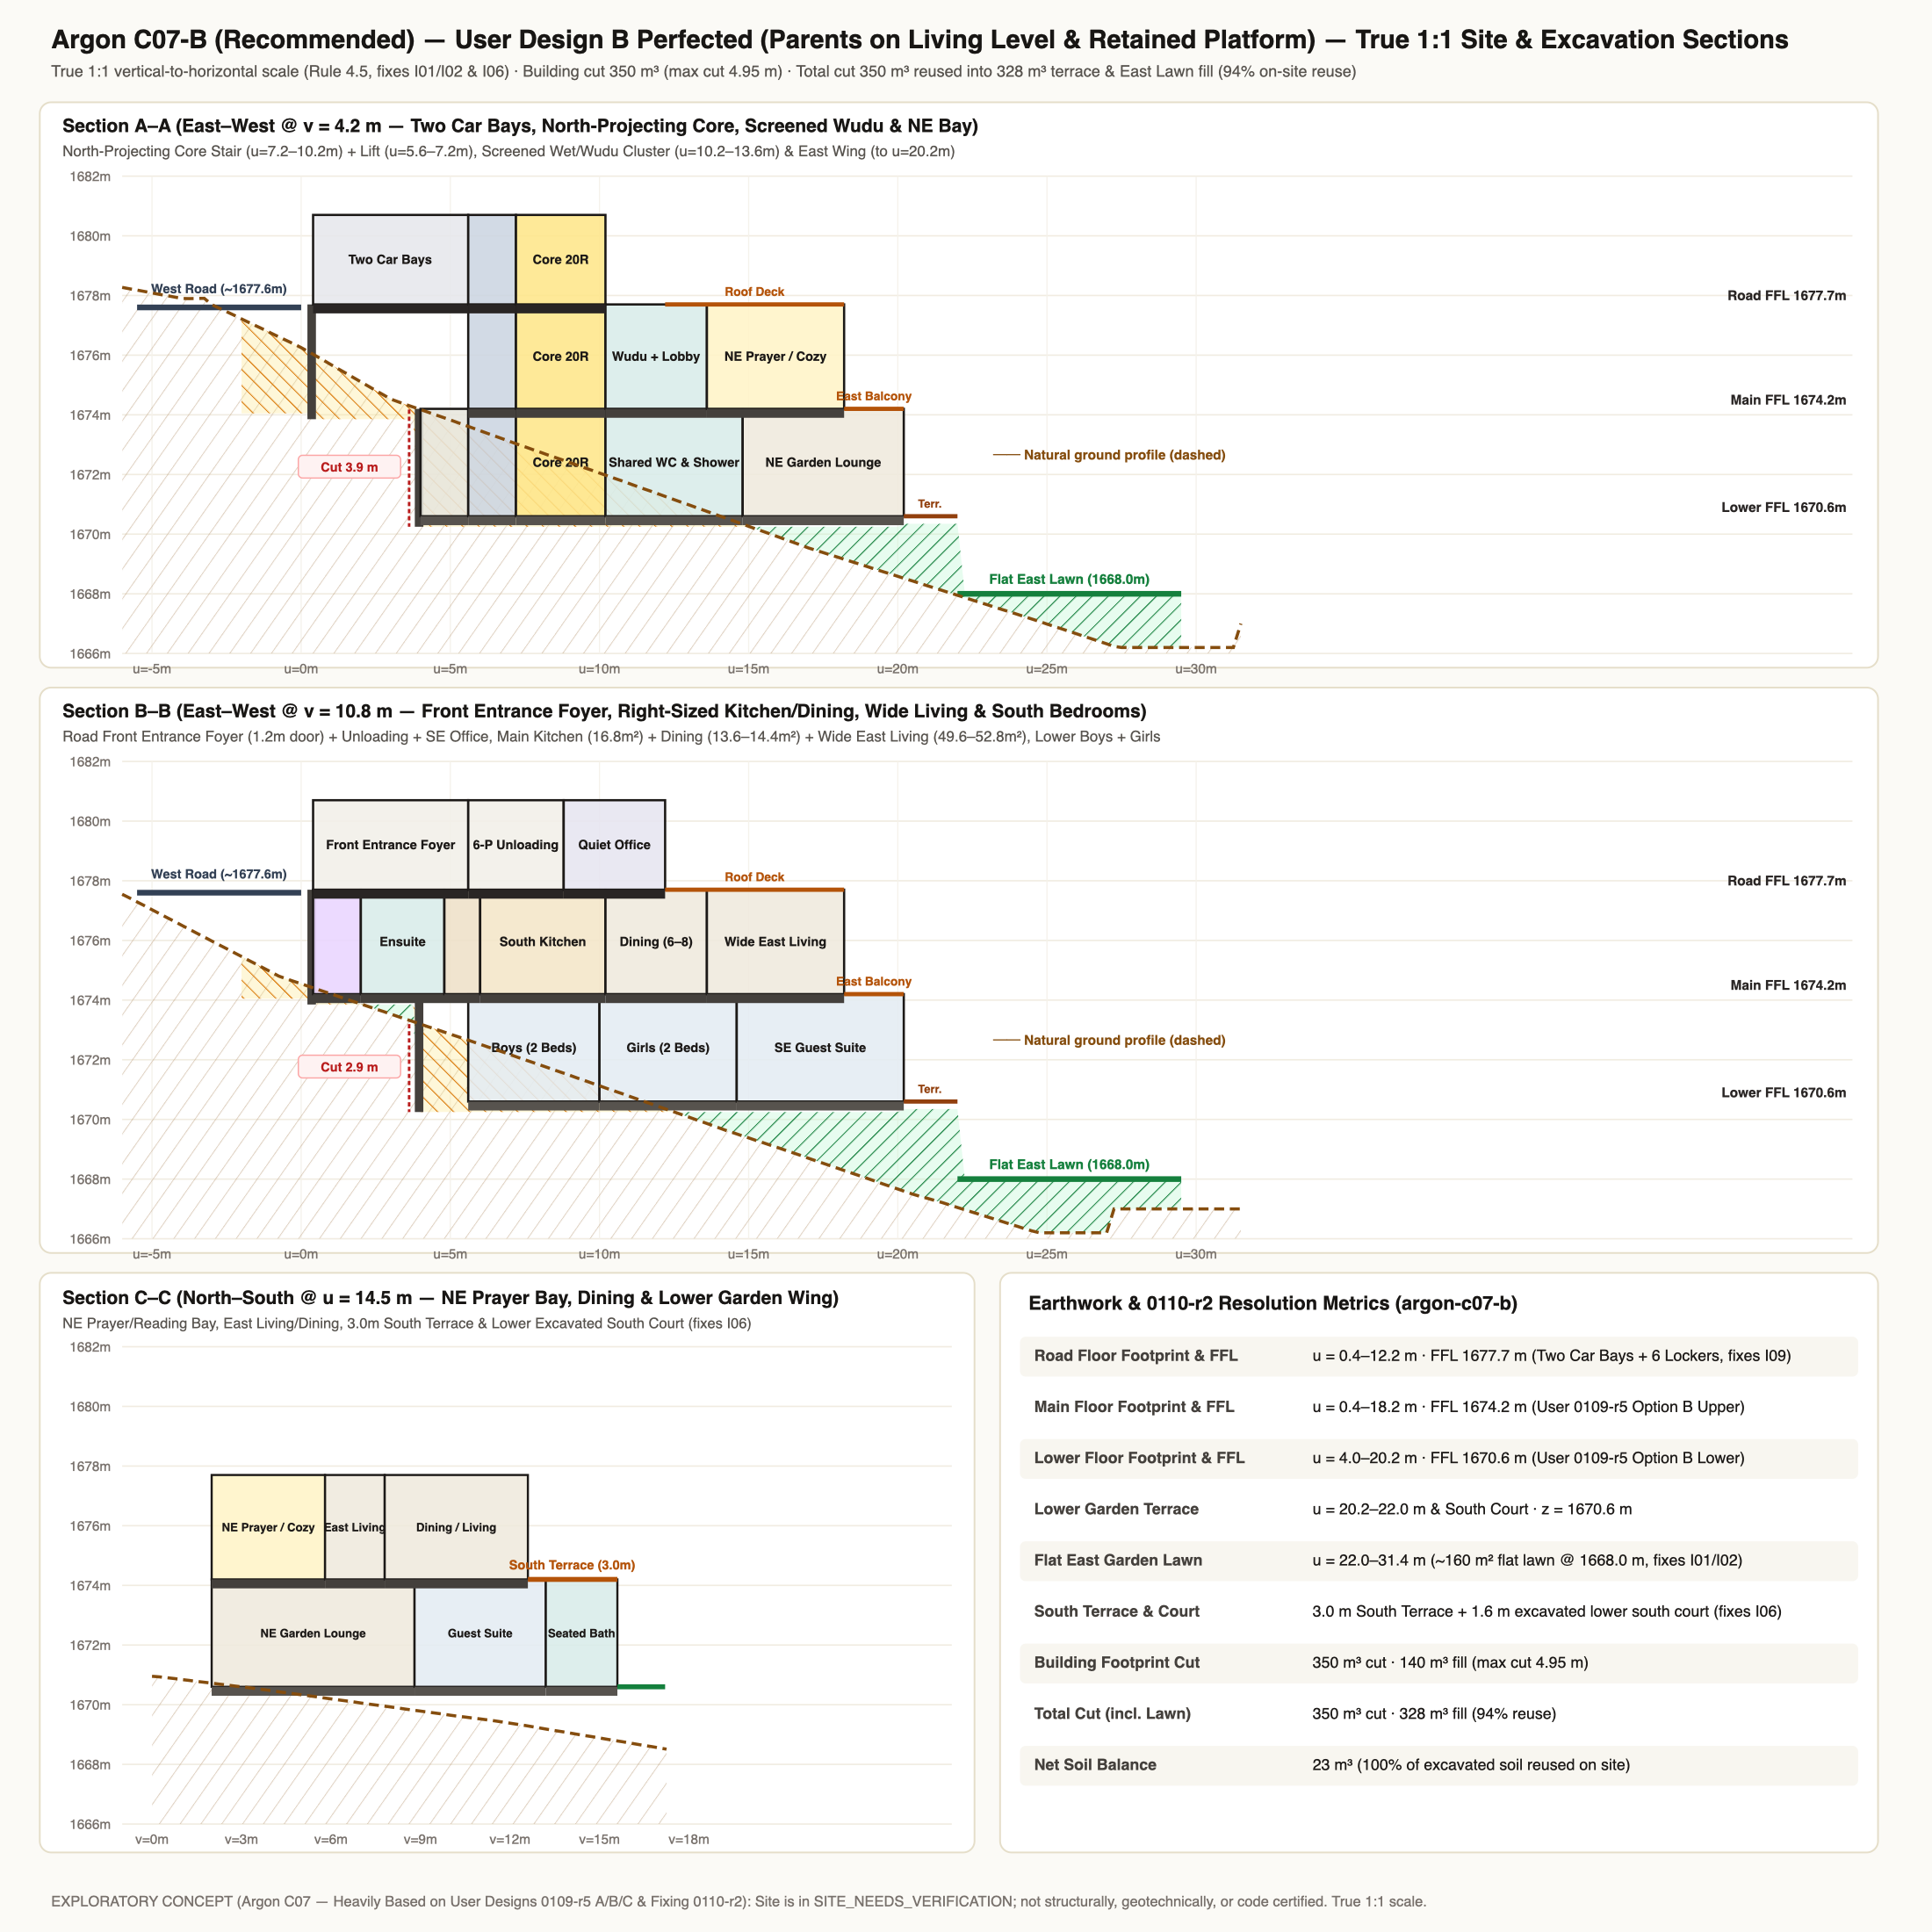 Argon C07-B (Recommended) — User Design B Perfected (Parents on Living Level & Retained Platform) — True 1:1 Site & Excavation Sections
True 1:1 vertical-to-horizontal scale (Rule 4.5, fixes I01/I02 & I06) · Building cut 350 m³ (max cut 4.95 m) · Total cut 350 m³ reused into 328 m³ terrace & East Lawn fill (94% on-site reuse)
Section A–A (East–West @ v = 4.2 m — Two Car Bays, North-Projecting Core, Screened Wudu & NE Bay)
North-Projecting Core Stair (u=7.2–10.2m) + Lift (u=5.6–7.2m), Screened Wet/Wudu Cluster (u=10.2–13.6m) & East Wing (to u=20.2m)
1682m
1680m
Two Car Bays
Core 20R
West Road (~1677.6m)
Roof Deck
1678m
Road FFL 1677.7m
1676m
Core 20R
Wudu + Lobby
NE Prayer / Cozy
East Balcony
1674m
Main FFL 1674.2m
Natural ground profile (dashed)
Cut 3.9 m
Core 20R
Shared WC & Shower
NE Garden Lounge
1672m
Terr.
Lower FFL 1670.6m
1670m
Flat East Lawn (1668.0m)
1668m
1666m
u=-5m
u=0m
u=5m
u=10m
u=15m
u=20m
u=25m
u=30m
Section B–B (East–West @ v = 10.8 m — Front Entrance Foyer, Right-Sized Kitchen/Dining, Wide Living & South Bedrooms)
Road Front Entrance Foyer (1.2m door) + Unloading + SE Office, Main Kitchen (16.8m²) + Dining (13.6–14.4m²) + Wide East Living (49.6–52.8m²), Lower Boys + Girls
1682m
1680m
Front Entrance Foyer
6-P Unloading
Quiet Office
West Road (~1677.6m)
Roof Deck
1678m
Road FFL 1677.7m
1676m
Ensuite
South Kitchen
Dining (6–8)
Wide East Living
East Balcony
1674m
Main FFL 1674.2m
Natural ground profile (dashed)
Boys (2 Beds)
Girls (2 Beds)
SE Guest Suite
1672m
Cut 2.9 m
Terr.
Lower FFL 1670.6m
1670m
Flat East Lawn (1668.0m)
1668m
1666m
u=-5m
u=0m
u=5m
u=10m
u=15m
u=20m
u=25m
u=30m
Section C–C (North–South @ u = 14.5 m — NE Prayer Bay, Dining & Lower Garden Wing)
NE Prayer/Reading Bay, East Living/Dining, 3.0m South Terrace & Lower Excavated South Court (fixes I06)
1682m
1680m
1678m
1676m
NE Prayer / Cozy
East Living
Dining / Living
South Terrace (3.0m)
1674m
NE Garden Lounge
Guest Suite
Seated Bath
1672m
1670m
1668m
1666m
v=0m
v=3m
v=6m
v=9m
v=12m
v=15m
v=18m
Earthwork & 0110-r2 Resolution Metrics (argon-c07-b)
Road Floor Footprint & FFL u = 0.4–12.2 m · FFL 1677.7 m (Two Car Bays + 6 Lockers, fixes I09)
Main Floor Footprint & FFL u = 0.4–18.2 m · FFL 1674.2 m (User 0109-r5 Option B Upper)
Lower Floor Footprint & FFL u = 4.0–20.2 m · FFL 1670.6 m (User 0109-r5 Option B Lower)
Lower Garden Terrace u = 20.2–22.0 m & South Court · z = 1670.6 m
Flat East Garden Lawn u = 22.0–31.4 m (~160 m² flat lawn @ 1668.0 m, fixes I01/I02)
South Terrace & Court 3.0 m South Terrace + 1.6 m excavated lower south court (fixes I06)
Building Footprint Cut 350 m³ cut · 140 m³ fill (max cut 4.95 m)
Total Cut (incl. Lawn) 350 m³ cut · 328 m³ fill (94% reuse)
Net Soil Balance 23 m³ (100% of excavated soil reused on site)
EXPLORATORY CONCEPT (Argon C07 — Heavily Based on User Designs 0109-r5 A/B/C & Fixing 0110-r2): Site is in SITE_NEEDS_VERIFICATION; not structurally, geotechnically, or code certified. True 1:1 scale.